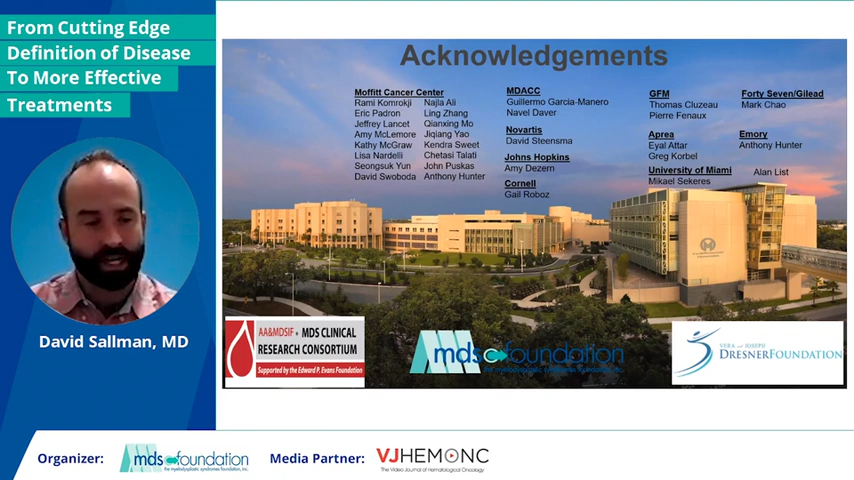 From Cutting Edge
Definition of Disease
To More Effective
Treatments
David Sallman, MD
Acknowledgements
Moffitt Cancer Center
Rami Komrokji
Eric Padron
Jeffrey Lancet
Amy McLemore
Kathy McGraw
Lisa Nardelli
Seongsuk Yun
David Swoboda
Najla Ali
Ling Zhang
Qianxing Mo
Jiqiang Yao
Kendra Sweet
Chetasi Talati
John Puskas
Anthony Hunter
MDACC
Guillermo Garcia-Manero
Navel Daver
Novartis
David Steensma
Johns Hopkins
Amy Dezern
Cornell
Gail Roboz
GFM
Thomas Cluzeau
Pierre Fenaux
Aprea
Eyal Attar
Greg Korbel
University of Miami
Mikael Sekeres
Forty Seven/Gilead
Mark Chao
Emory
Anthony Hunter
Alan List
AA&MDSIF + MDS CLINICAL
RESEARCH CONSORTIUM
Supported by the Edward P. Evans Foundation
mds foundation
the myelodysplastic syndromes foundation, inc.
VERA and JOSEPH
DRESNERFOUNDATION
Organizer:
mds foundation
the myelodysplastic syndromes foundation, inc.
Media Partner:
VJHEMONC
The Video Journal of Hematological Oncology